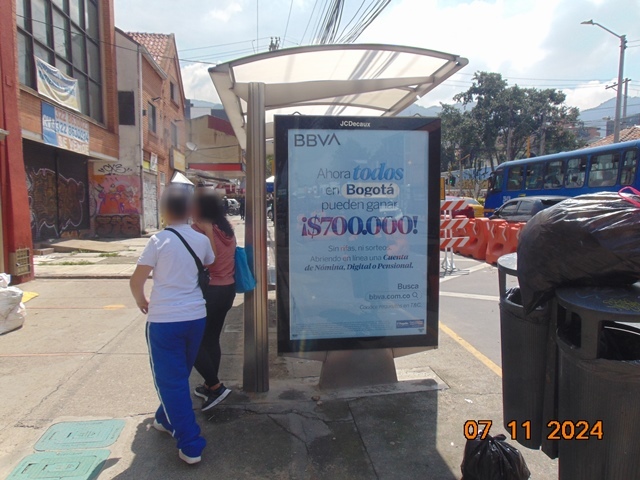 JCDecaux
BBVA
Ahora todos
en Bogotá
pueden ganar
¡$700.000!
Sin rifas, ni sorteos.
Abriendo en línea una Cuenta
de Nómina, Digital o Pensional.
Busca
bbva.com.co
07 11 2024